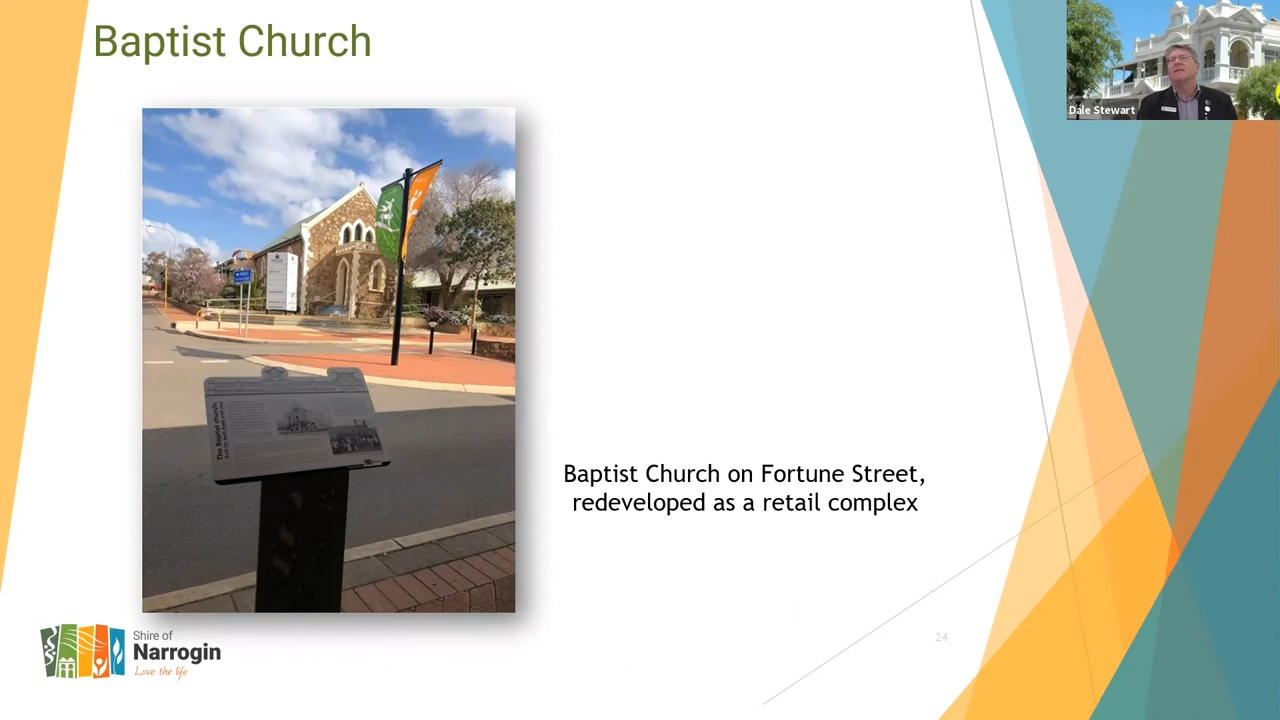 Baptist Church
Dale Stewart
The Baptist church:
Baptist Church on Fortune Street,
redeveloped as a retail complex
Shire of
Narrogin
Love the life
24